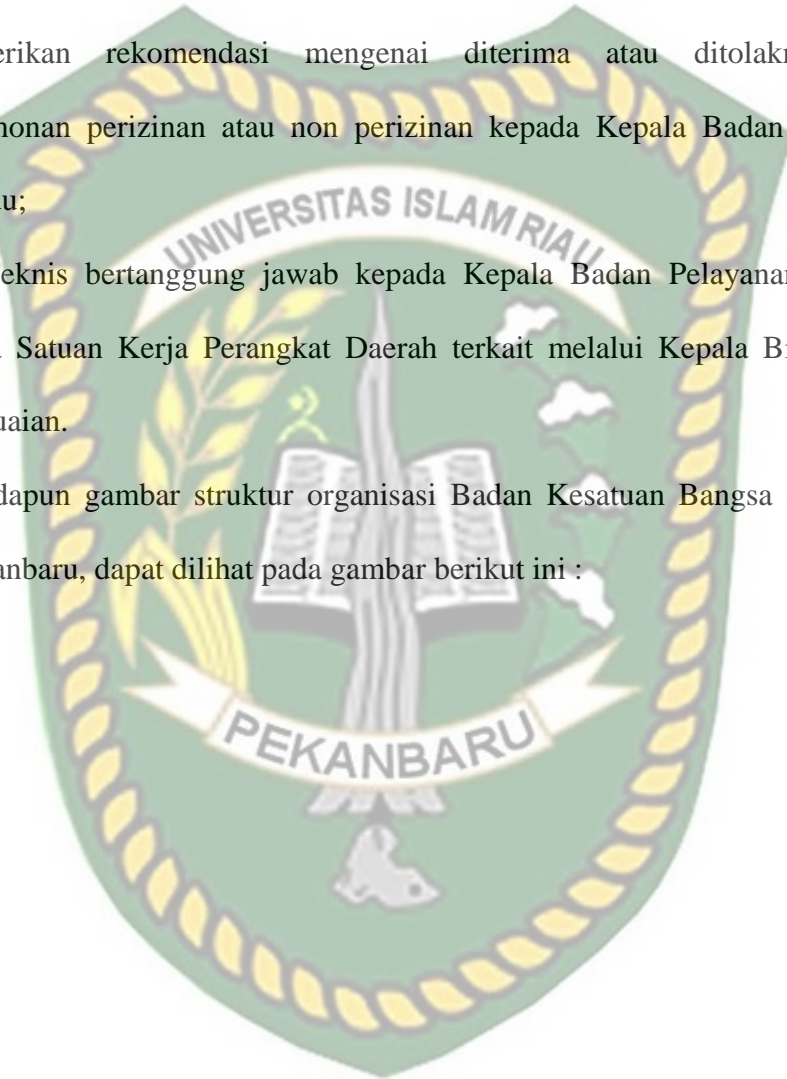 erikan rekomendasi mengenai diterima atau ditolakn
honan perizinan atau non perizinan kepada Kepala Badan
u;
UNIVERSITAS ISLAM RIAU
eknis bertanggung jawab kepada Kepala Badan Pelayanan
Satuan Kerja Perangkat Daerah terkait melalui Kepala B
uaian.
dapun gambar struktur organisasi Badan Kesatuan Bangsa
anbaru, dapat dilihat pada gambar berikut ini :
PEKANBARU